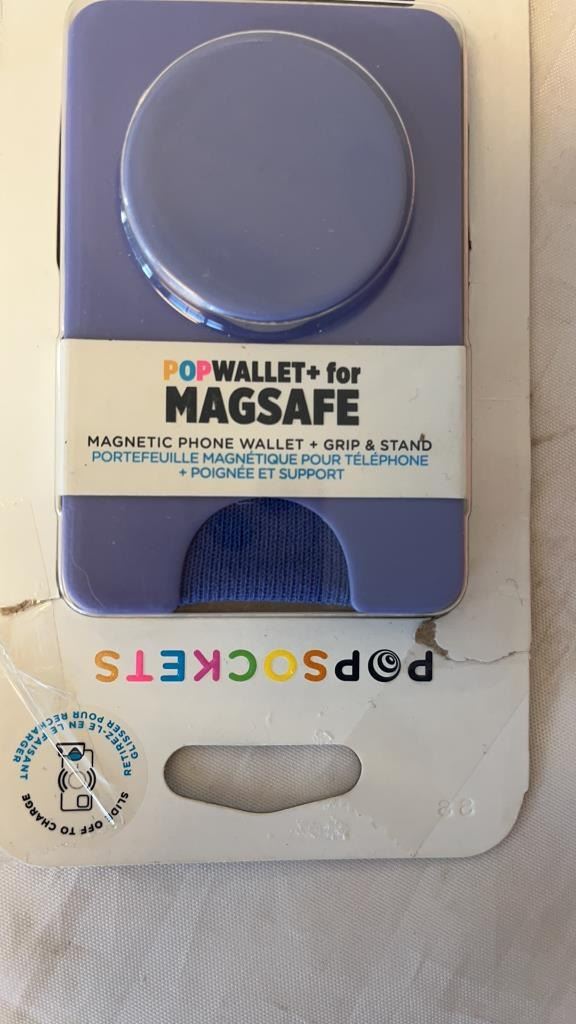 POPWALLET+ for
MAGSAFE
MAGNETIC PHONE WALLET + GRIP & STAND
PORTEFEUILLE MAGNÉTIQUE POUR TÉLÉPHONE
+ POIGNÉE ET SUPPORT
POPSOCKETS
SLIDE OFF TO CHARGE
RETIREZ-LE EN LE FAISANT
GLISSER POUR RECHARGER